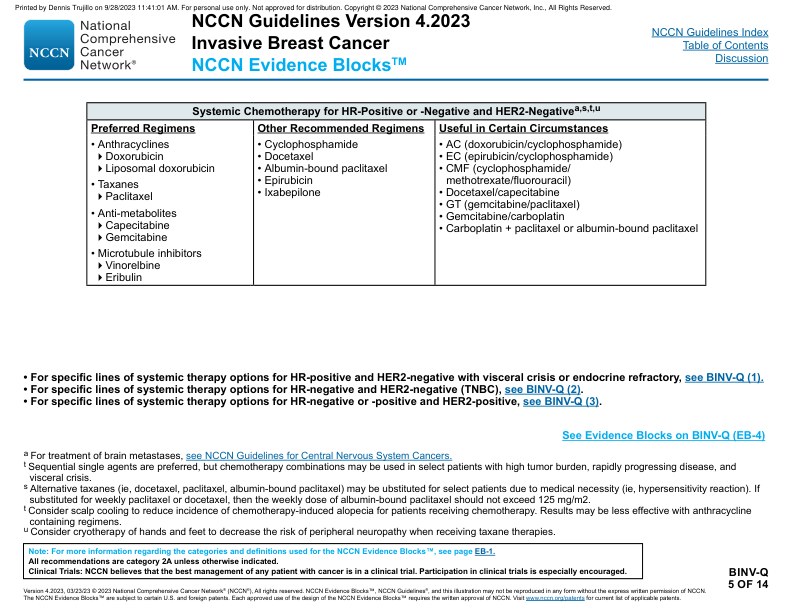 Printed by Dennis Trujillo on 9/28/2023 11:41:01 AM. For personal use only. Not approved for distribution. Copyright © 2023 National Comprehensive Cancer Network, Inc., All Rights Reserved.
NCCN
National
Comprehensive
Cancer
Network®
NCCN Guidelines Version 4.2023
Invasive Breast Cancer
NCCN Evidence Blocks™
NCCN Guidelines Index
Table of Contents
Discussion
Systemic Chemotherapy for HR-Positive or -Negative and HER2-Negative a,s,t,u
Preferred Regimens
• Anthracyclines
‣ Doxorubicin
‣ Liposomal doxorubicin
• Taxanes
‣ Paclitaxel
• Anti-metabolites
‣ Capecitabine
‣ Gemcitabine
• Microtubule inhibitors
‣ Vinorelbine
‣ Eribulin
Other Recommended Regimens
• Cyclophosphamide
• Docetaxel
• Albumin-bound paclitaxel
• Epirubicin
• Ixabepilone
Useful in Certain Circumstances
• AC (doxorubicin/cyclophosphamide)
• EC (epirubicin/cyclophosphamide)
• CMF (cyclophosphamide/
methotrexate/fluorouracil)
• Docetaxel/capecitabine
• GT (gemcitabine/paclitaxel)
• Gemcitabine/carboplatin
• Carboplatin + paclitaxel or albumin-bound paclitaxel
• For specific lines of systemic therapy options for HR-positive and HER2-negative with visceral crisis or endocrine refractory, see BINV-Q (1).
• For specific lines of systemic therapy options for HR-negative and HER2-negative (TNBC), see BINV-Q (2).
• For specific lines of systemic therapy options for HR-negative or -positive and HER2-positive, see BINV-Q (3).
See Evidence Blocks on BINV-Q (EB-4)
a For treatment of brain metastases, see NCCN Guidelines for Central Nervous System Cancers.
t Sequential single agents are preferred, but chemotherapy combinations may be used in select patients with high tumor burden, rapidly progressing disease, and
visceral crisis.
s Alternative taxanes (ie, docetaxel, paclitaxel, albumin-bound paclitaxel) may be ubstituted for select patients due to medical necessity (ie, hypersensitivity reaction). If
substituted for weekly paclitaxel or docetaxel, then the weekly dose of albumin-bound paclitaxel should not exceed 125 mg/m2.
t Consider scalp cooling to reduce incidence of chemotherapy-induced alopecia for patients receiving chemotherapy. Results may be less effective with anthracycline
containing regimens.
u Consider cryotherapy of hands and feet to decrease the risk of peripheral neuropathy when receiving taxane therapies.
Note: For more information regarding the categories and definitions used for the NCCN Evidence Blocks™, see page EB-1.
All recommendations are category 2A unless otherwise indicated.
Clinical Trials: NCCN believes that the best management of any patient with cancer is in a clinical trial. Participation in clinical trials is especially encouraged.
BINV-Q
5 OF 14
Version 4.2023, 03/23/23 © 2023 National Comprehensive Cancer Network® (NCCN®), All rights reserved. NCCN Evidence Blocks™, NCCN Guidelines®, and this illustration may not be reproduced in any form without the express written permission of NCCN.
The NCCN Evidence Blocks™ are subject to certain U.S. and foreign patents. Each approved use of the design of the NCCN Evidence Blocks™ requires the written approval of NCCN. Visit www.nccn.org/patents for current list of applicable patents.